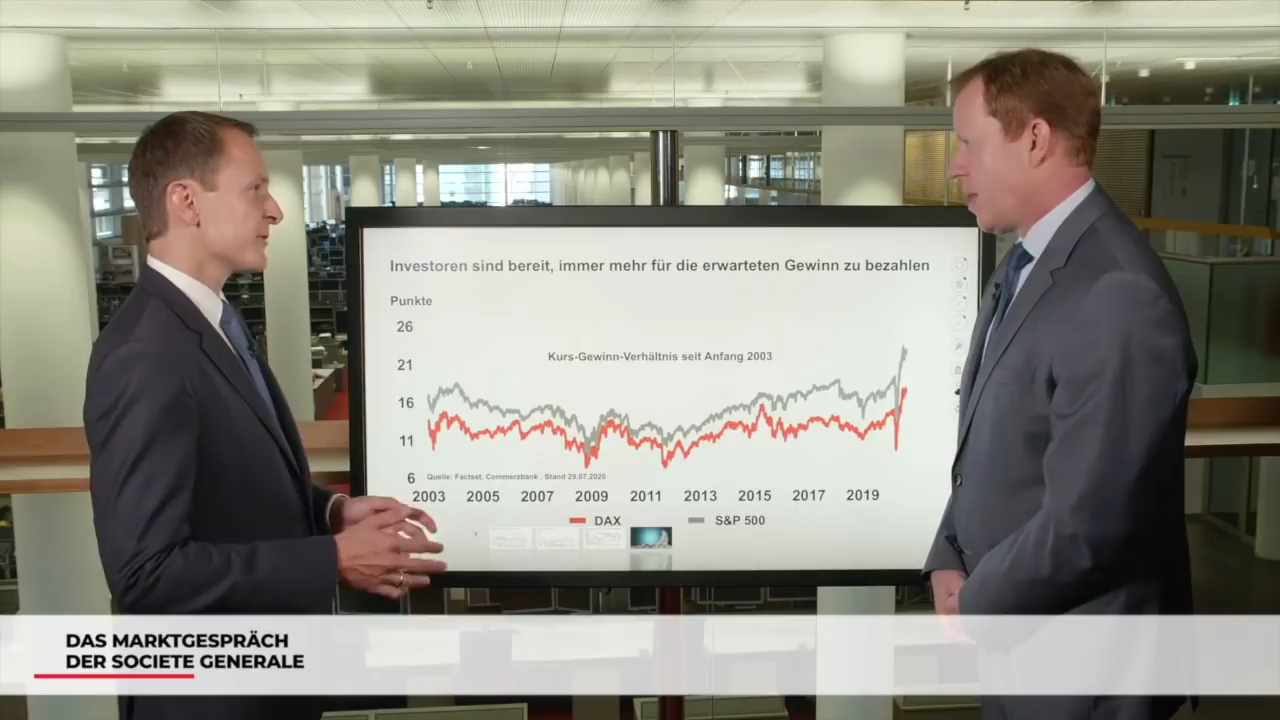 Investoren sind bereit, immer mehr für die erwarteten Gewinn zu bezahlen
Punkte
26
Kurs-Gewinn-Verhältnis seit Anfang 2003
21
16
11
6
Quelle: Factset, Commerzbank . Stand 29.07.2020
2003 2005 2007 2009 2011 2013 2015 2017 2019
DAX S&P 500
DAS MARKTGESPRÄCH
DER SOCIETE GENERALE